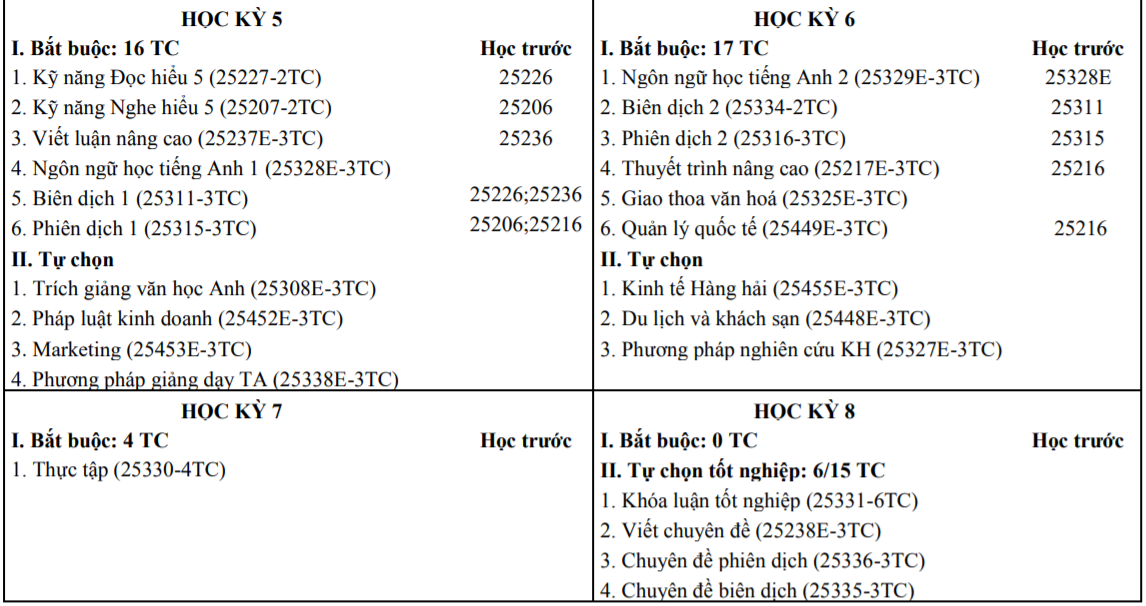 HỌC KỲ 5
I. Bắt buộc: 16 TC Học trước
1. Kỹ năng Đọc hiểu 5 (25227-2TC) 25226
2. Kỹ năng Nghe hiểu 5 (25207-2TC) 25206
3. Viết luận nâng cao (25237E-3TC) 25236
4. Ngôn ngữ học tiếng Anh 1 (25328E-3TC)
5. Biên dịch 1 (25311-3TC) 25226;25236
6. Phiên dịch 1 (25315-3TC) 25206;25216
II. Tự chọn
1. Trích giảng văn học Anh (25308E-3TC)
2. Pháp luật kinh doanh (25452E-3TC)
3. Marketing (25453E-3TC)
4. Phương pháp giảng dạy TA (25338E-3TC)
HỌC KỲ 6
I. Bắt buộc: 17 TC Học trước
1. Ngôn ngữ học tiếng Anh 2 (25329E-3TC) 25328E
2. Biên dịch 2 (25334-2TC) 25311
3. Phiên dịch 2 (25316-3TC) 25315
4. Thuyết trình nâng cao (25217E-3TC) 25216
5. Giao thoa văn hoá (25325E-3TC)
6. Quản lý quốc tế (25449E-3TC) 25216
II. Tự chọn
1. Kinh tế Hàng hải (25455E-3TC)
2. Du lịch và khách sạn (25448E-3TC)
3. Phương pháp nghiên cứu KH (25327E-3TC)
HỌC KỲ 7
I. Bắt buộc: 4 TC Học trước
1. Thực tập (25330-4TC)
HỌC KỲ 8
I. Bắt buộc: 0 TC Học trước
II. Tự chọn tốt nghiệp: 6/15 TC
1. Khóa luận tốt nghiệp (25331-6TC)
2. Viết chuyên đề (25238E-3TC)
3. Chuyên đề phiên dịch (25336-3TC)
4. Chuyên đề biên dịch (25335-3TC)